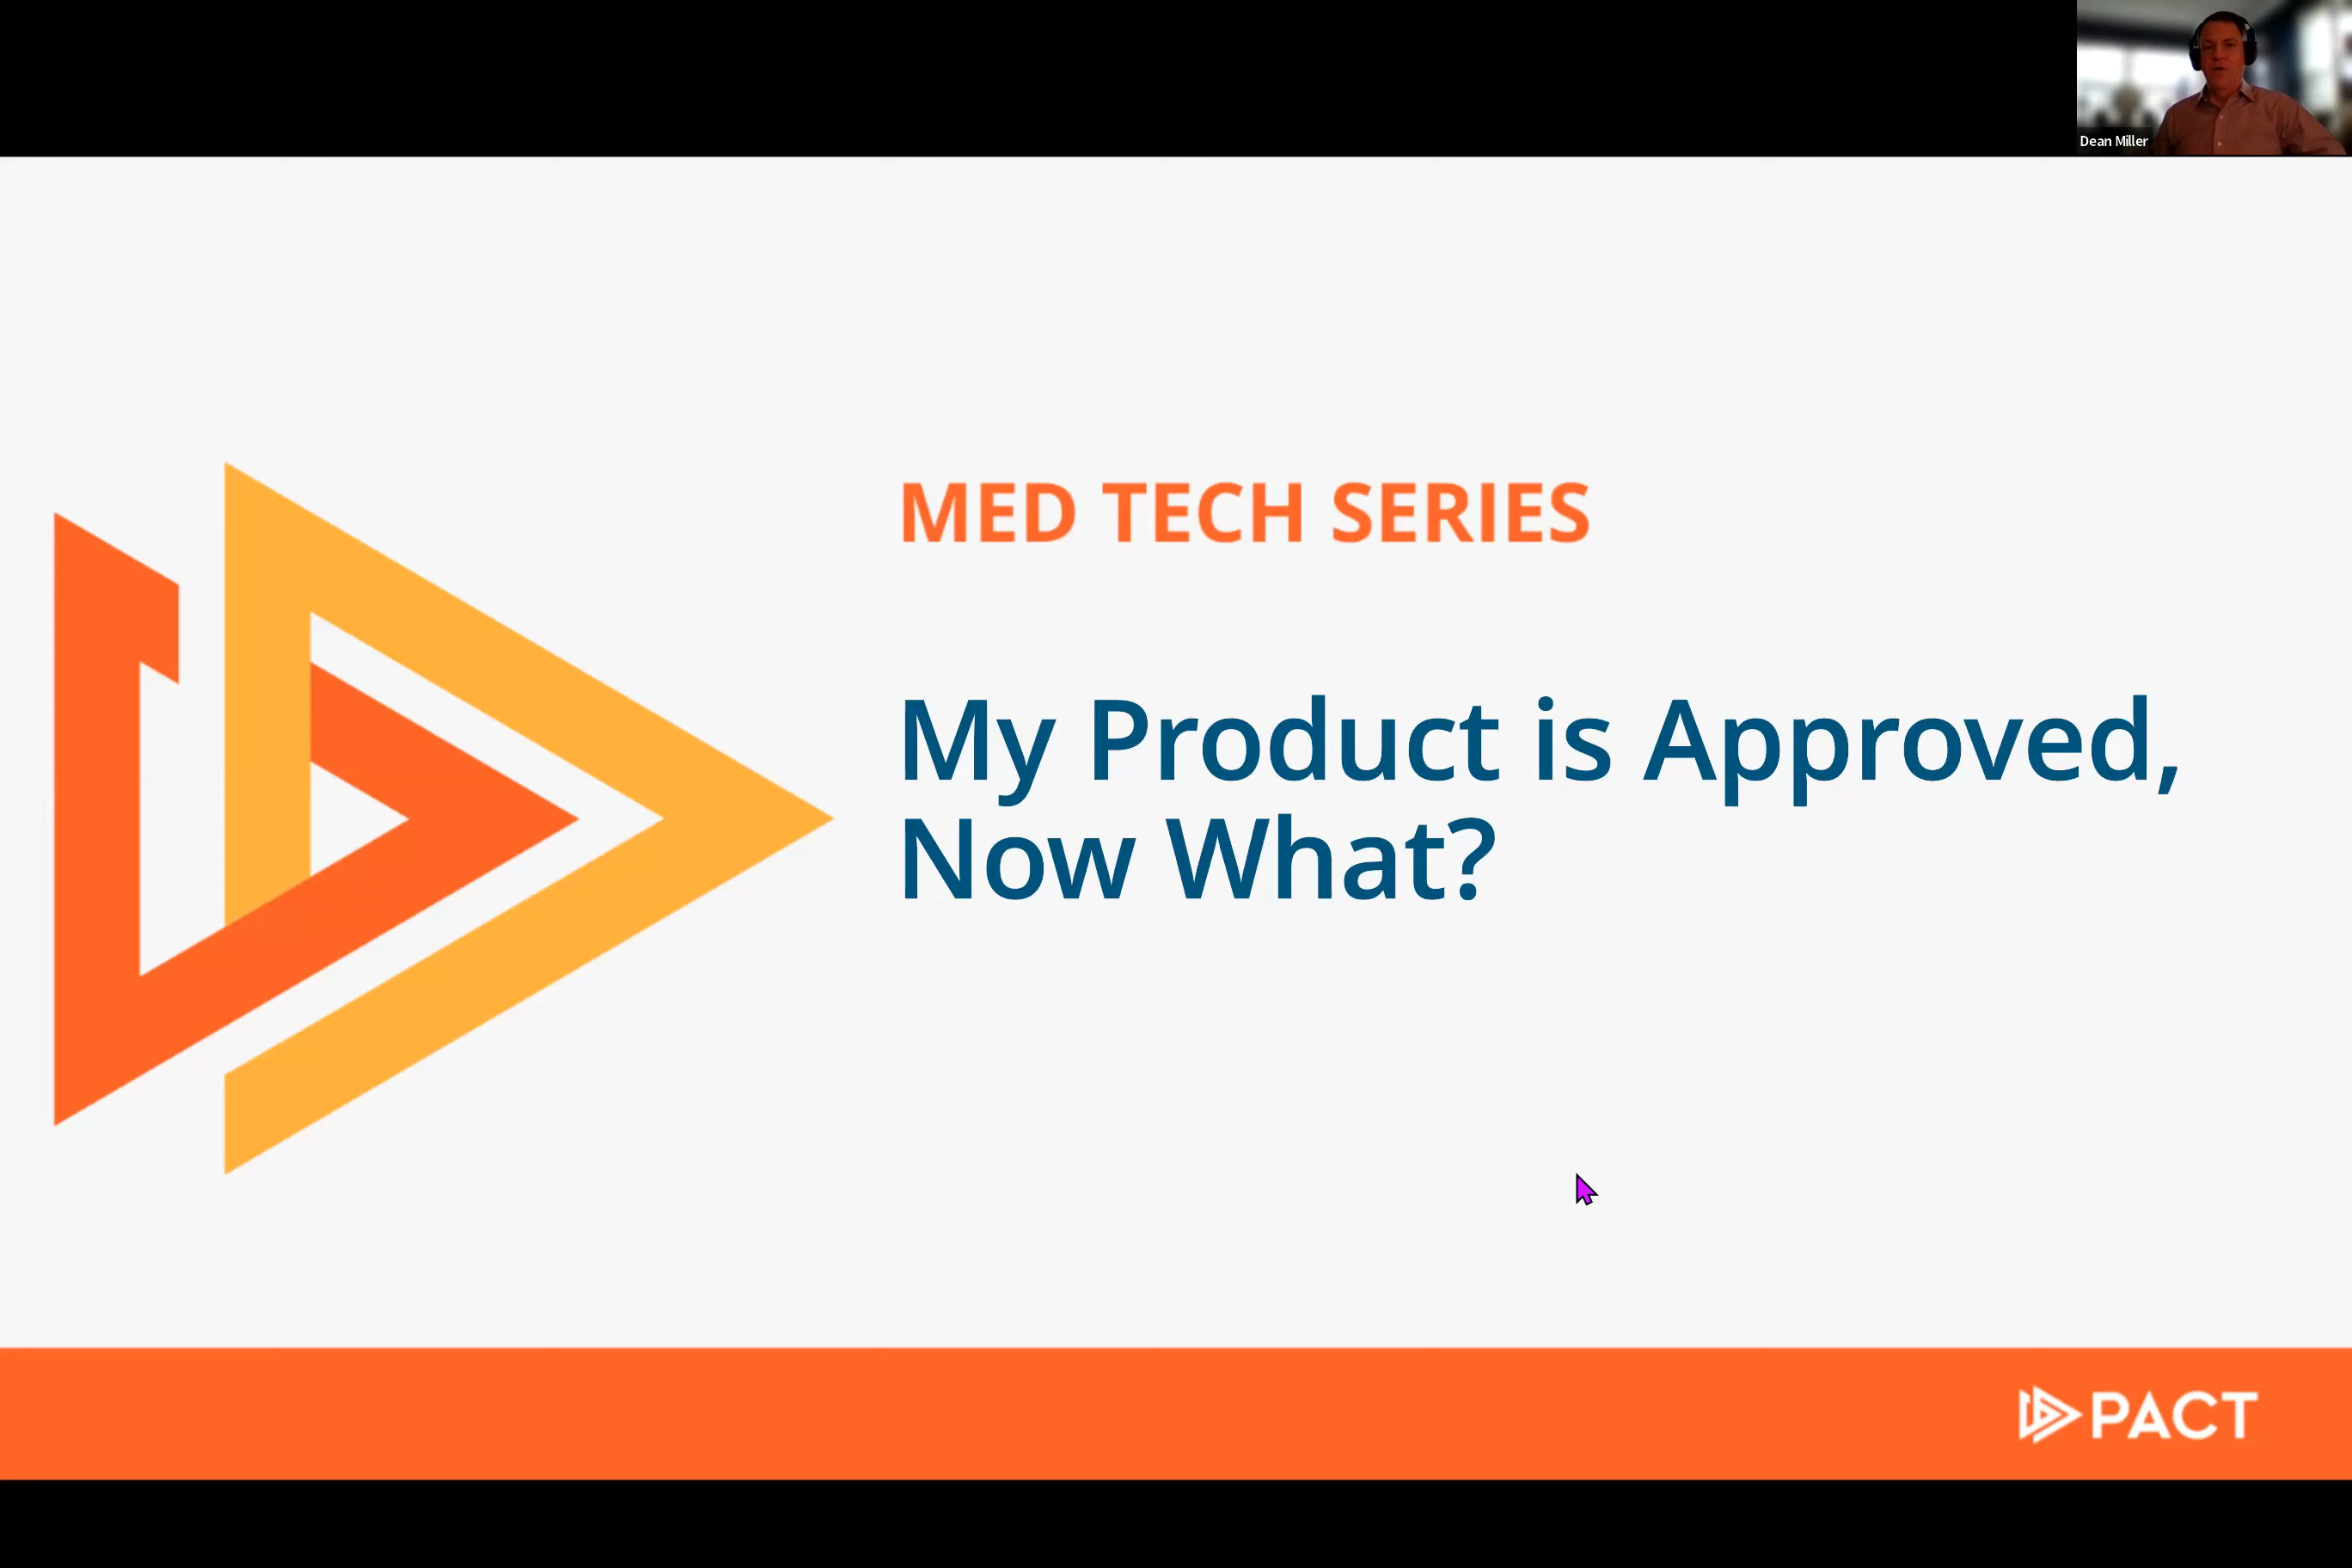 Dean Miller
MED TECH SERIES
My Product is Approved,
Now What?
PACT